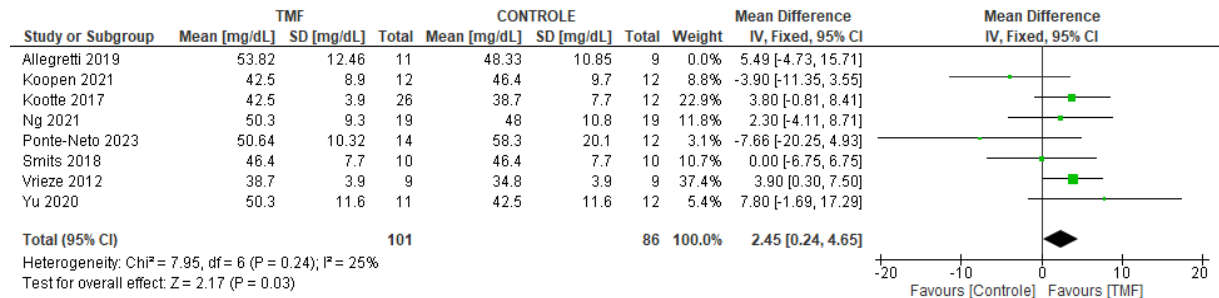 TMF CONTROLE Mean Difference Mean Difference
Study or Subgroup Mean [mg/dL] SD [mg/dL] Total Mean [mg/dL] SD [mg/dL] Total Weight IV, Fixed, 95% CI IV, Fixed, 95% CI
Allegretti 2019 53.82 12.46 11 48.33 10.85 9 0.0% 5.49 [-4.73, 15.71]
Koopen 2021 42.5 8.9 12 46.4 9.7 12 8.8% -3.90 [-11.35, 3.55]
Kootte 2017 42.5 3.9 26 38.7 7.7 12 22.9% 3.80 [-0.81, 8.41]
Ng 2021 50.3 9.3 19 48 10.8 19 11.8% 2.30 [-4.11, 8.71]
Ponte-Neto 2023 50.64 10.32 14 58.3 20.1 12 3.1% -7.66 [-20.25, 4.93]
Smits 2018 46.4 7.7 10 46.4 7.7 10 10.7% 0.00 [-6.75, 6.75]
Vrieze 2012 38.7 3.9 9 34.8 3.9 9 37.4% 3.90 [0.30, 7.50]
Yu 2020 50.3 11.6 11 42.5 11.6 12 5.4% 7.80 [-1.69, 17.29]
Total (95% CI) 101 86 100.0% 2.45 [0.24, 4.65]
Heterogeneity: Chi² = 7.95, df = 6 (P = 0.24); I² = 25%
Test for overall effect: Z = 2.17 (P = 0.03)
-20 -10 0 10 20
Favours [Controle] Favours [TMF]